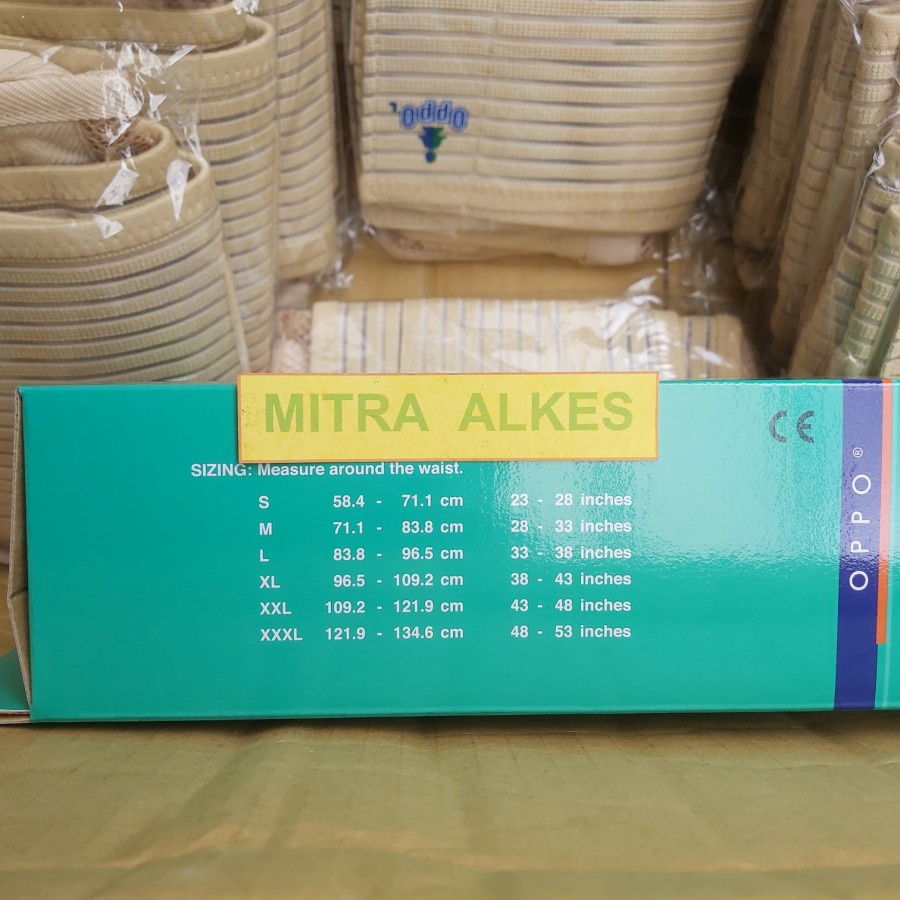 OPPO
MITRA ALKES
CE
SIZING: Measure around the waist.
S 58.4 - 71.1 cm 23 - 28 inches
M 71.1 - 83.8 cm 28 - 33 inches
L 83.8 - 96.5 cm 33 - 38 inches
XL 96.5 - 109.2 cm 38 - 43 inches
XXL 109.2 - 121.9 cm 43 - 48 inches
XXXL 121.9 - 134.6 cm 48 - 53 inches
OPPO®